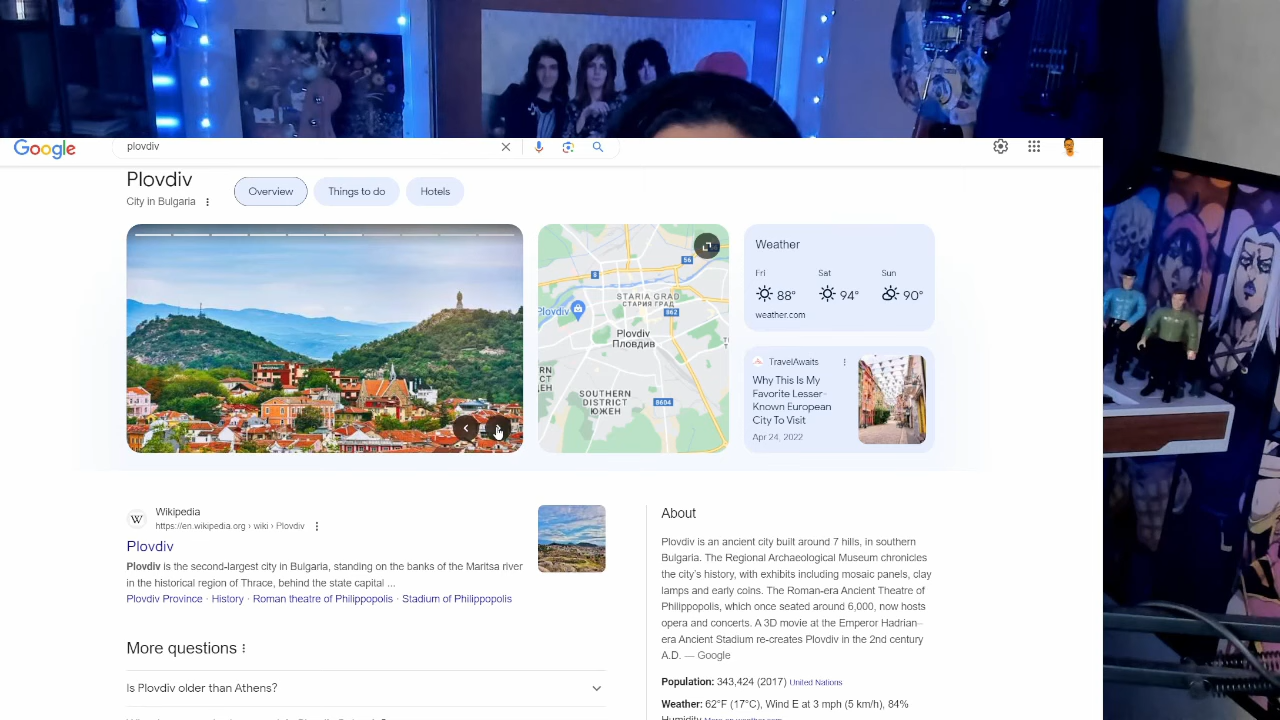 Google
plovdiv
Plovdiv
City in Bulgaria
Overview
Things to do
Hotels
56
8
STARIA GRAD
СТАРИЯ ГРАД
862
Plovdiv
Plovdiv
Пловдив
SOUTHERN
DISTRICT
ЮЖЕН
8604
Weather
Fri
Sat
Sun
88°
94°
90°
weather.com
TravelAwaits
Why This Is My
Favorite Lesser-
Known European
City To Visit
Apr 24, 2022
W
Wikipedia
https://en.wikipedia.org › wiki › Plovdiv
Plovdiv
Plovdiv is the second-largest city in Bulgaria, standing on the banks of the Maritsa river
in the historical region of Thrace, behind the state capital ...
Plovdiv Province · History · Roman theatre of Philippopolis · Stadium of Philippopolis
More questions
Is Plovdiv older than Athens?
About
Plovdiv is an ancient city built around 7 hills, in southern
Bulgaria. The Regional Archaeological Museum chronicles
the city's history, with exhibits including mosaic panels, clay
lamps and early coins. The Roman-era Ancient Theatre of
Philippopolis, which once seated around 6,000, now hosts
opera and concerts. A 3D movie at the Emperor Hadrian–
era Ancient Stadium re-creates Plovdiv in the 2nd century
A.D. — Google
Population: 343,424 (2017) United Nations
Weather: 62°F (17°C), Wind E at 3 mph (5 km/h), 84%